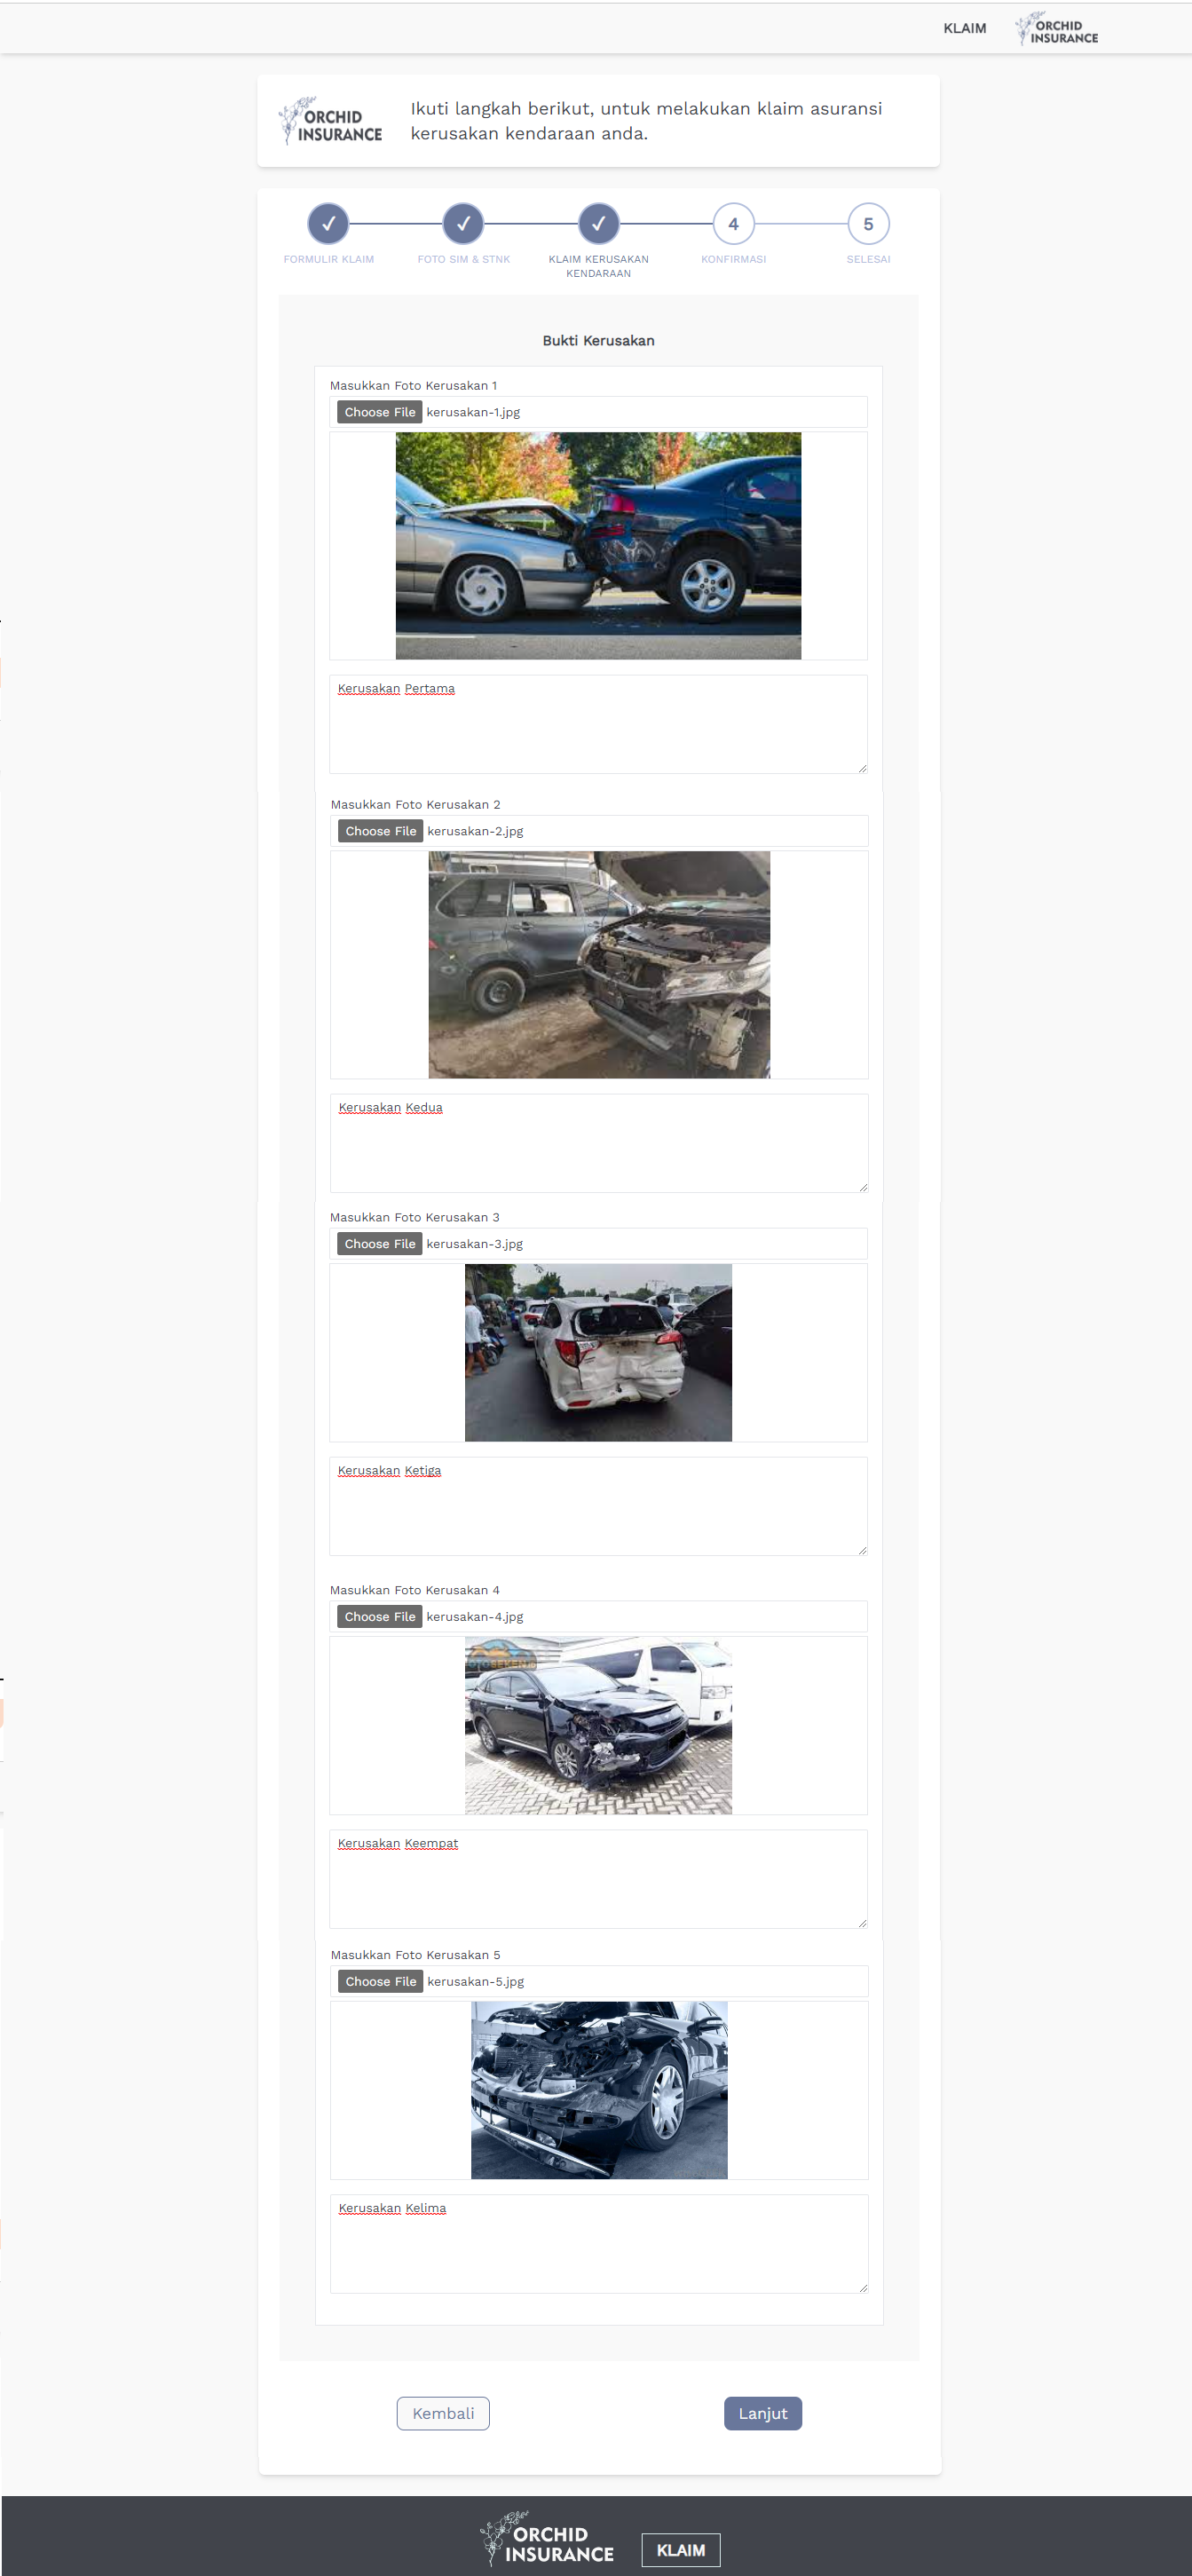 KLAIM
ORCHID
INSURANCE
ORCHID
INSURANCE
Ikuti langkah berikut, untuk melakukan klaim asuransi
kerusakan kendaraan anda.
4
5
FORMULIR KLAIM
FOTO SIM & STNK
KLAIM KERUSAKAN
KENDARAAN
KONFIRMASI
SELESAI
Bukti Kerusakan
Masukkan Foto Kerusakan 1
Choose File kerusakan-1.jpg
Kerusakan Pertama
Masukkan Foto Kerusakan 2
Choose File kerusakan-2.jpg
Kerusakan Kedua
Masukkan Foto Kerusakan 3
Choose File kerusakan-3.jpg
Kerusakan Ketiga
Masukkan Foto Kerusakan 4
Choose File kerusakan-4.jpg
Kerusakan Keempat
Masukkan Foto Kerusakan 5
Choose File kerusakan-5.jpg
Kerusakan Kelima
Kembali
Lanjut
ORCHID
INSURANCE
KLAIM